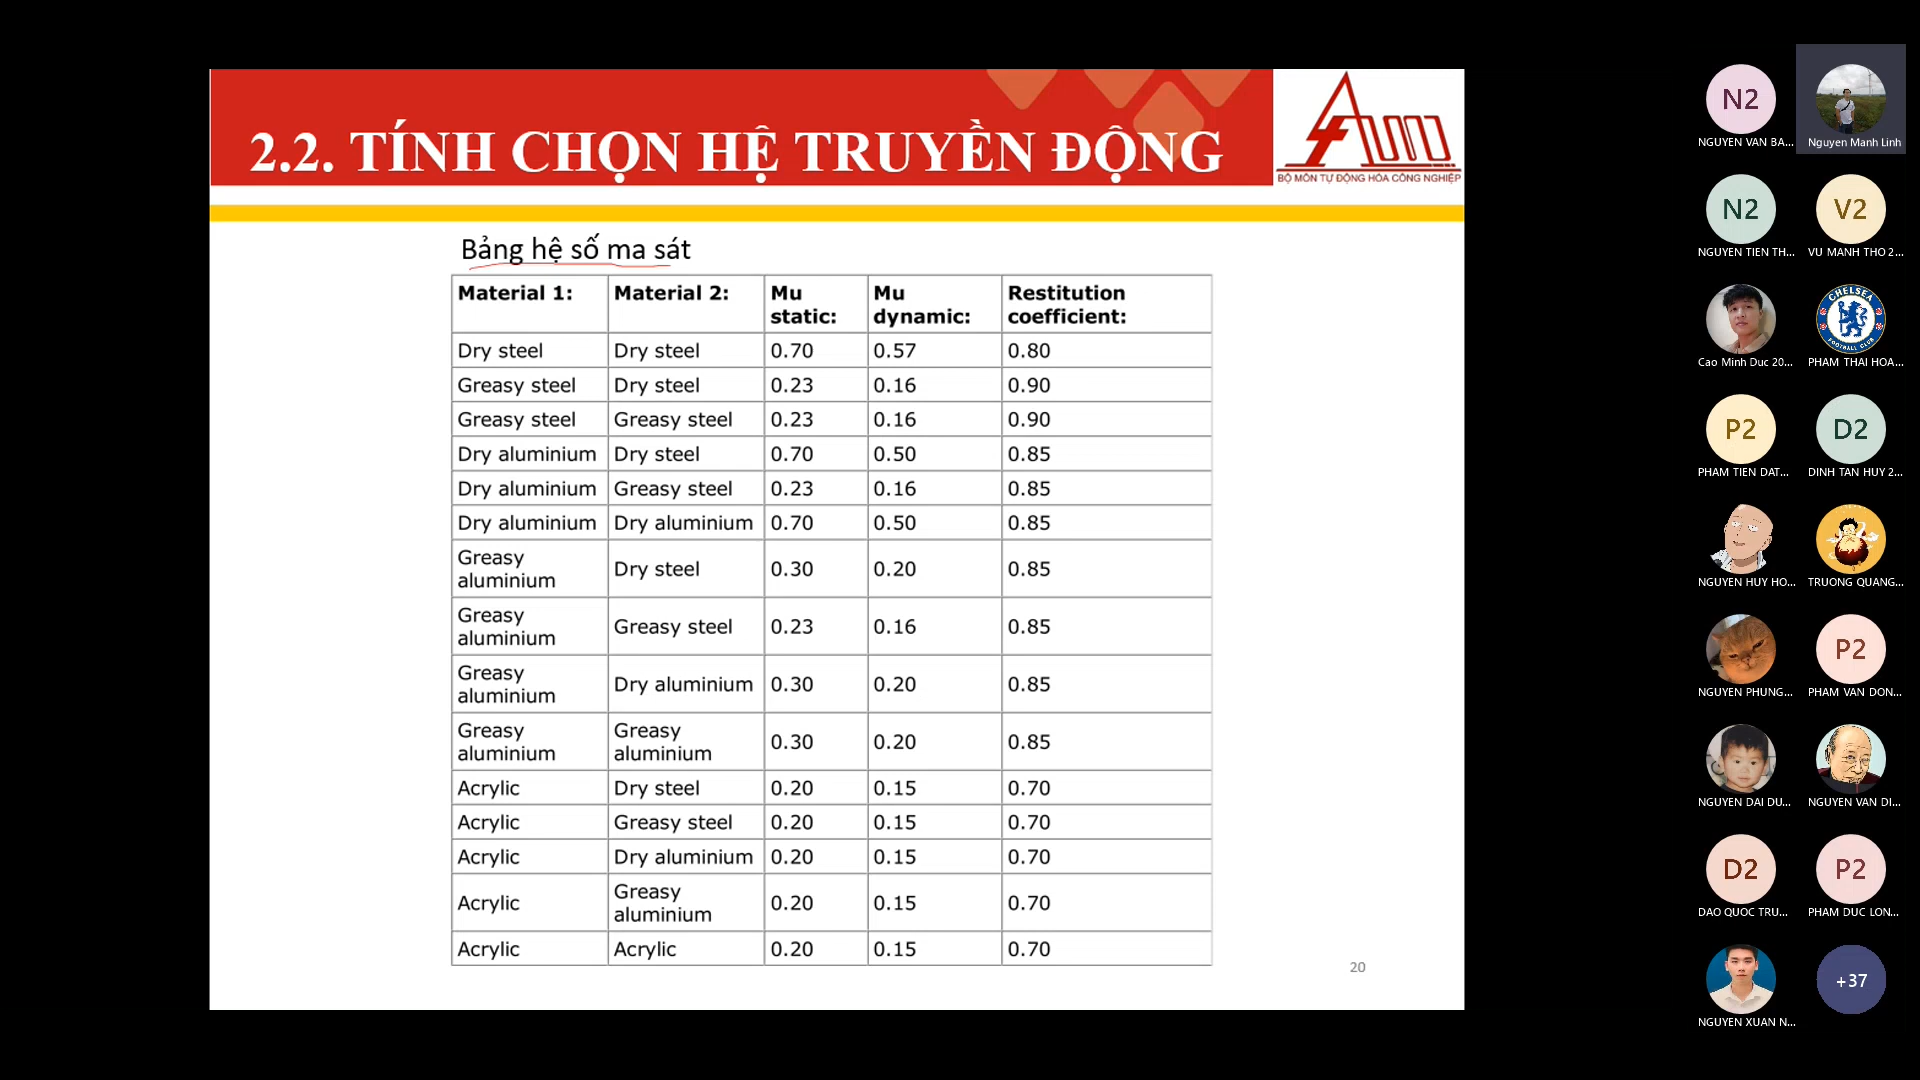 2.2. TÍNH CHỌN HỆ TRUYỀN ĐỘNG
BỘ MÔN TỰ ĐỘNG HÓA CÔNG NGHIỆP
Bảng hệ số ma sát
Material 1: Material 2: Mu static: Mu dynamic: Restitution coefficient:
Dry steel Dry steel 0.70 0.57 0.80
Greasy steel Dry steel 0.23 0.16 0.90
Greasy steel Greasy steel 0.23 0.16 0.90
Dry aluminium Dry steel 0.70 0.50 0.85
Dry aluminium Greasy steel 0.23 0.16 0.85
Dry aluminium Dry aluminium 0.70 0.50 0.85
Greasy aluminium Dry steel 0.30 0.20 0.85
Greasy aluminium Greasy steel 0.23 0.16 0.85
Greasy aluminium Dry aluminium 0.30 0.20 0.85
Greasy aluminium Greasy aluminium 0.30 0.20 0.85
Acrylic Dry steel 0.20 0.15 0.70
Acrylic Greasy steel 0.20 0.15 0.70
Acrylic Dry aluminium 0.20 0.15 0.70
Acrylic Greasy aluminium 0.20 0.15 0.70
Acrylic Acrylic 0.20 0.15 0.70
20
N2
NGUYEN VAN BA...
Nguyen Manh Linh
N2
NGUYEN TIEN TH...
V2
VU MANH THO 2...
Cao Minh Duc 20...
CHELSEA
FOOTBALL CLUB
PHAM THAI HOA...
P2
PHAM TIEN DAT...
D2
DINH TAN HUY 2...
NGUYEN HUY HO...
TRUONG QUANG...
NGUYEN PHUNG...
P2
PHAM VAN DON...
NGUYEN DAI DU...
NGUYEN VAN DI...
D2
DAO QUOC TRU...
P2
PHAM DUC LON...
NGUYEN XUAN N...
+37